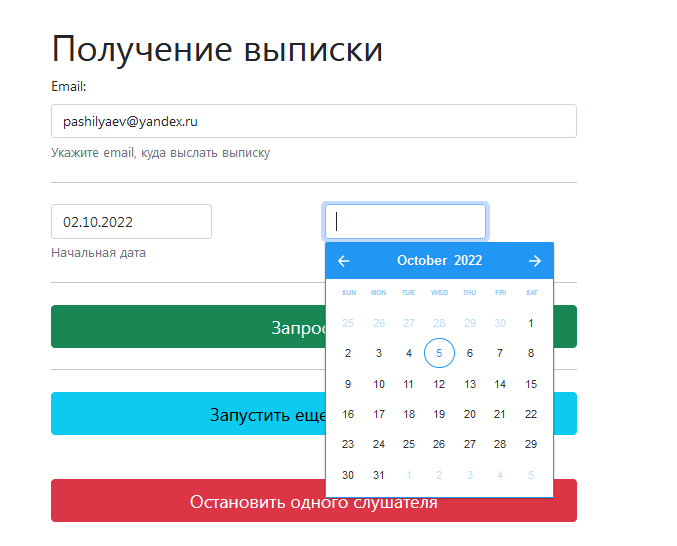 Получение выписки
Email:
pashilyaev@yandex.ru
Укажите email, куда выслать выписку
02.10.2022
Начальная дата
October 2022
SUN MON TUE WED THU FRI SAT
25 26 27 28 29 30 1
2 3 4 5 6 7 8
9 10 11 12 13 14 15
16 17 18 19 20 21 22
23 24 25 26 27 28 29
30 31 1 2 3 4 5
Запрос
Запустить еще
Остановить одного слушателя